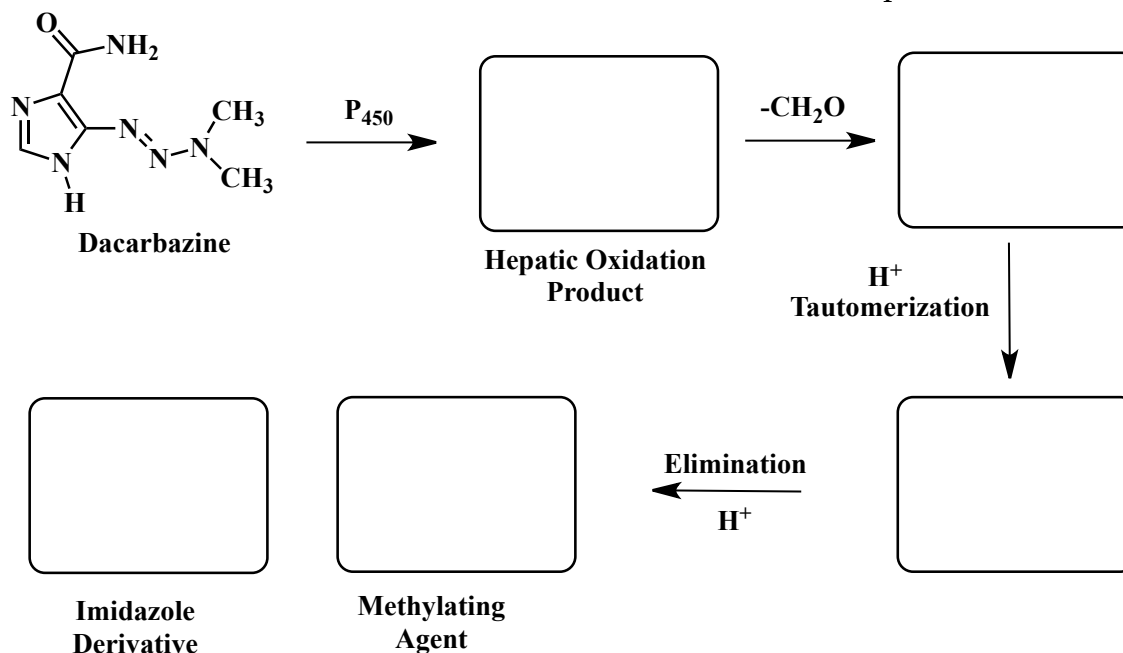 O
NH₂
N
N
H
N
N
N
CH₃
CH₃
Dacarbazine
P₄₅₀
Hepatic Oxidation
Product
-CH₂O
H⁺
Tautomerization
Elimination
H⁺
Imidazole
Derivative
Methylating
Agent